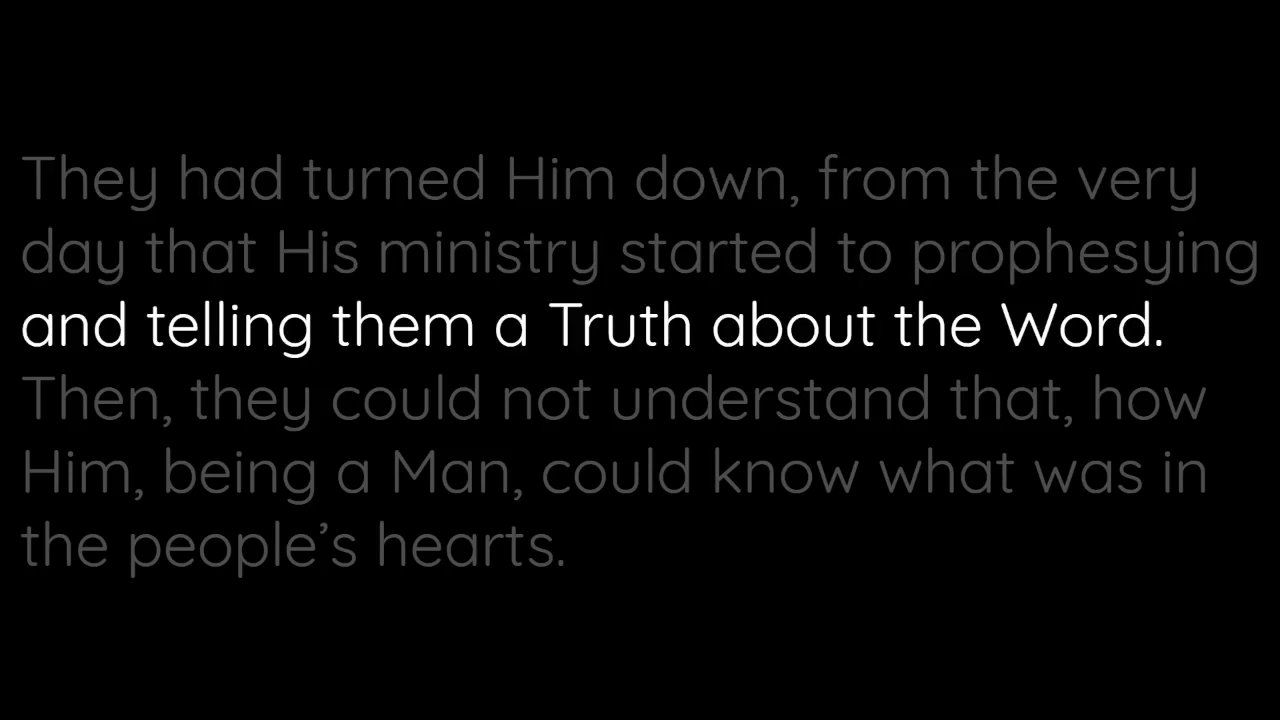 They had turned Him down, from the very
day that His ministry started to prophesying
and telling them a Truth about the Word.
Then, they could not understand that, how
Him, being a Man, could know what was in
the people’s hearts.